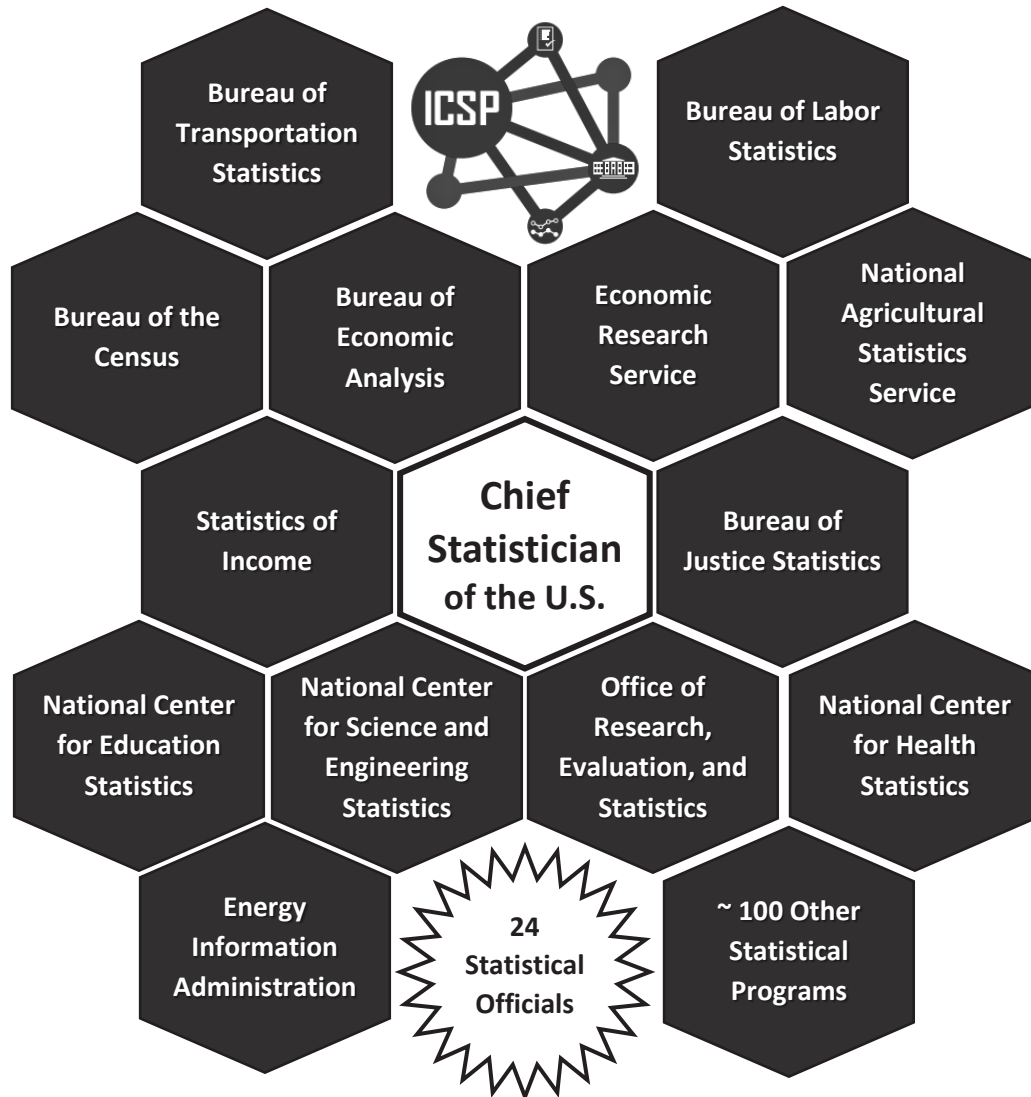 Bureau of
Transportation
Statistics
ICSP
Bureau of Labor
Statistics
Bureau of the
Census
Bureau of
Economic
Analysis
Economic
Research
Service
National
Agricultural
Statistics
Service
Statistics of
Income
Chief
Statistician
of the U.S.
Bureau of
Justice Statistics
National Center
for Education
Statistics
National Center
for Science and
Engineering
Statistics
Office of
Research,
Evaluation, and
Statistics
National Center
for Health
Statistics
Energy
Information
Administration
24
Statistical
Officials
~ 100 Other
Statistical
Programs